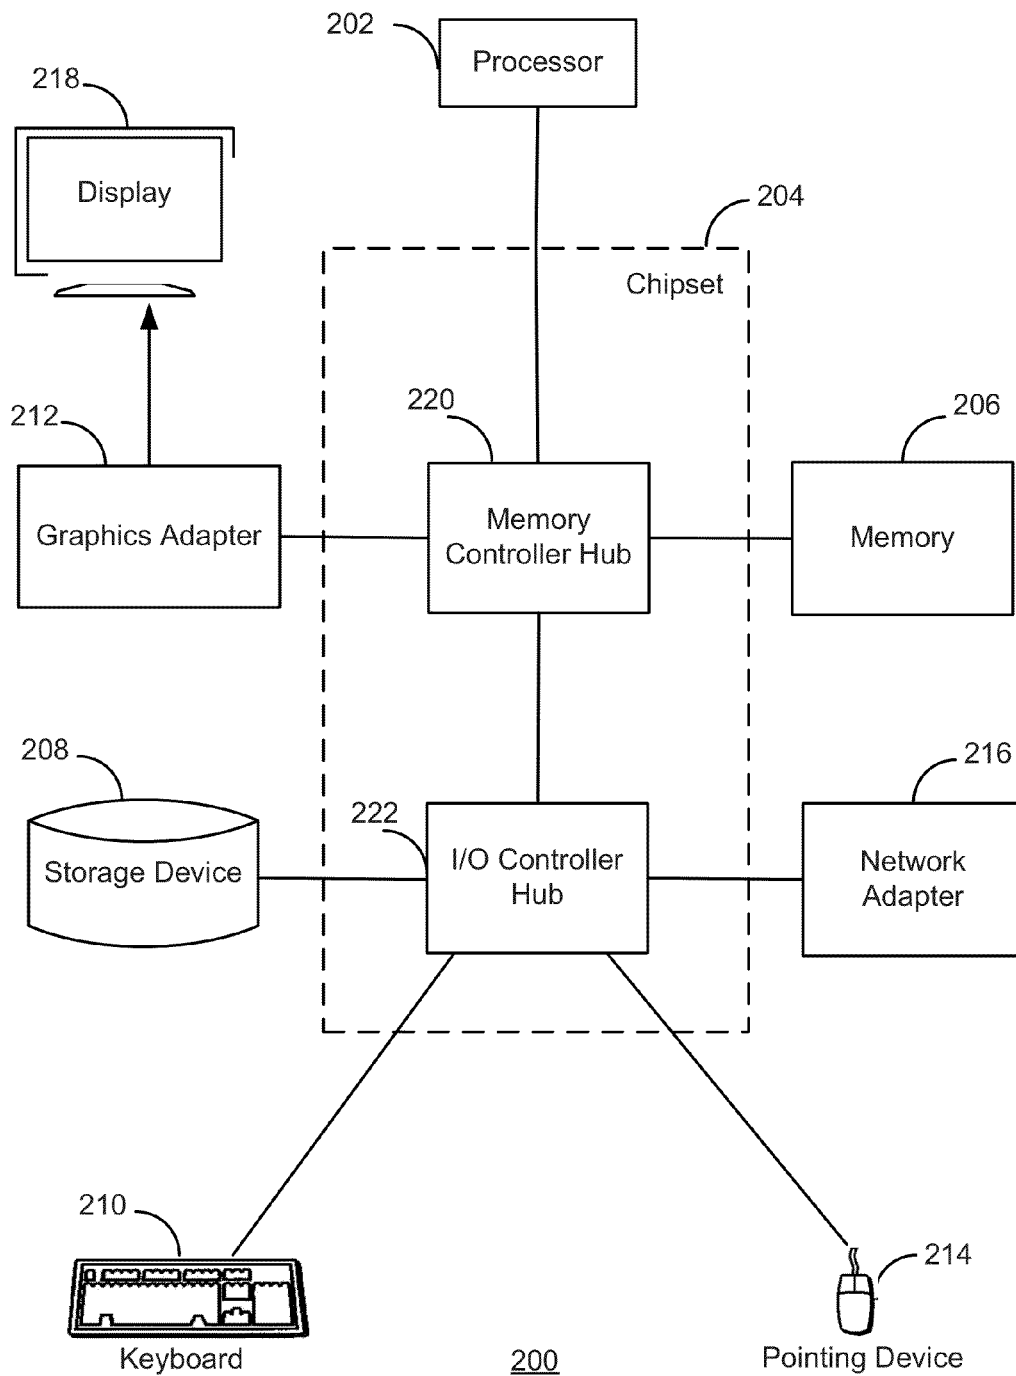 202
Processor
218
Display
204
Chipset
212
220
206
Graphics Adapter
Memory
Controller Hub
Memory
208
222
216
Storage Device
I/O Controller
Hub
Network
Adapter
210
214
Keyboard
200
Pointing Device